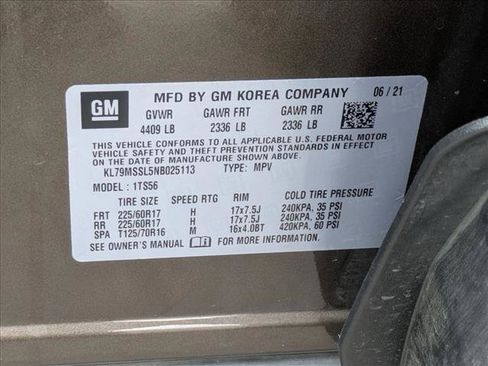 GM
MFD BY GM KOREA COMPANY 06/21
GVWR GAWR FRT GAWR RR
4409 LB 2336 LB 2336 LB
THIS VEHICLE CONFORMS TO ALL APPLICABLE U.S. FEDERAL MOTOR
VEHICLE SAFETY, BUMPER, AND THEFT PREVENTION STANDARDS IN
EFFECT ON THE DATE OF MANUFACTURE SHOWN ABOVE.
KL79MSSL5NB025113 TYPE: MPV
MODEL: 1TS56
TIRE SIZE SPEED RTG RIM COLD TIRE PRESSURE
FRT 225/60R17 H 17x7.5J 240KPA, 35 PSI
RR 225/60R17 H 17x7.5J 240KPA, 35 PSI
SPA T125/70R16 M 16x4.0BT 420KPA, 60 PSI
SEE OWNER'S MANUAL FOR MORE INFORMATION.